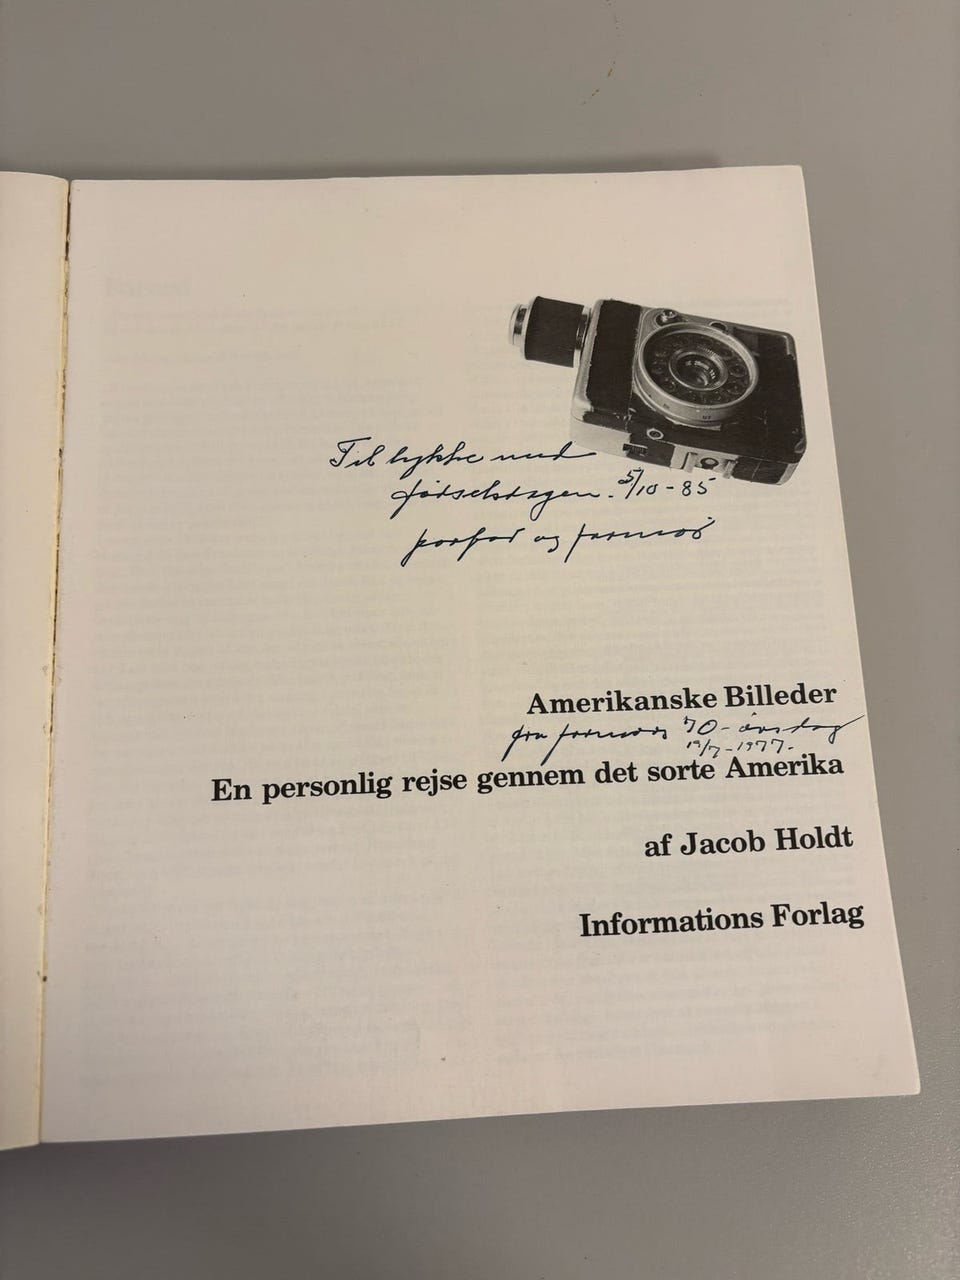 Til lykke med
fødselsdagen. 5/10-85
farfar og farmor
Amerikanske Billeder
fra farmors 70-årsdag
19/7-1977-
En personlig rejse gennem det sorte Amerika
af Jacob Holdt
Informations Forlag